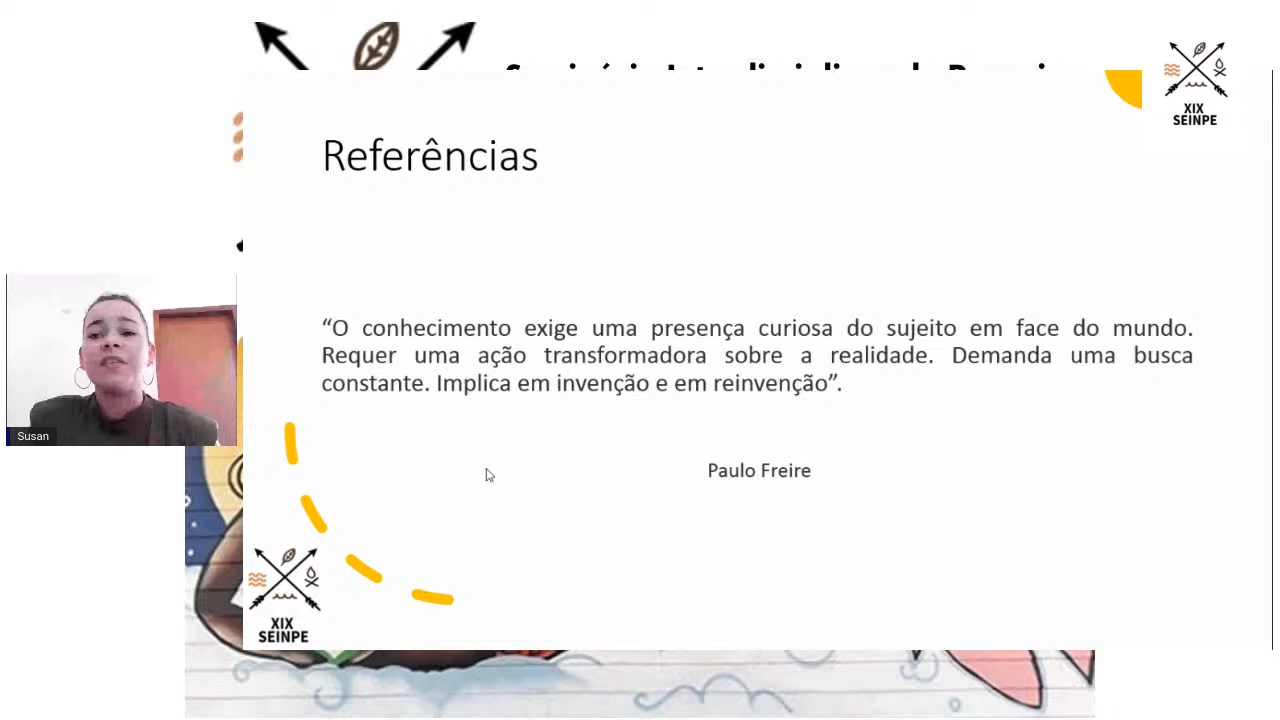 XIX
SEINPE
Referências
“O conhecimento exige uma presença curiosa do sujeito em face do mundo.
Requer uma ação transformadora sobre a realidade. Demanda uma busca
constante. Implica em invenção e em reinvenção”.
Susan
Paulo Freire
XIX
SEINPE